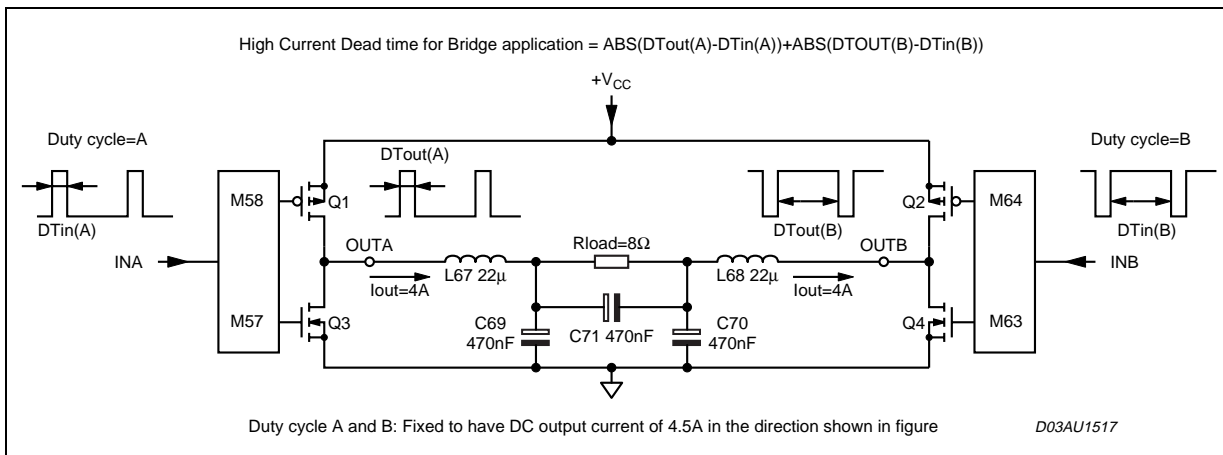 High Current Dead time for Bridge application = ABS(DTout(A)-DTin(A))+ABS(DTOUT(B)-DTin(B))
+VCC
Duty cycle=A
DTout(A)
Duty cycle=B
M58
Q1
Q2
M64
DTin(A)
DTout(B)
DTin(B)
OUTA
Rload=8Ω
OUTB
INA
INB
L67 22µ
L68 22µ
Iout=4A
Iout=4A
M57
Q3
Q4
M63
C69
470nF
C71 470nF
C70
470nF
Duty cycle A and B: Fixed to have DC output current of 4.5A in the direction shown in figure
D03AU1517